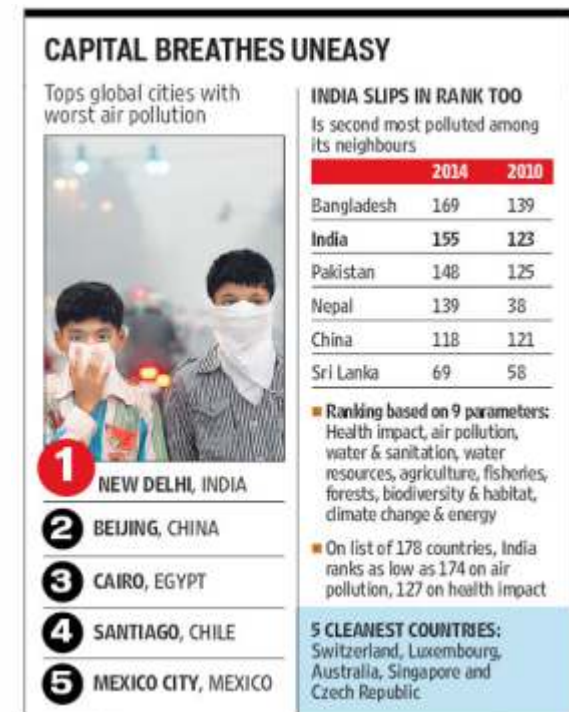 CAPITAL BREATHES UNEASY
Tops global cities with
worst air pollution
1 NEW DELHI, INDIA
2 BEIJING, CHINA
3 CAIRO, EGYPT
4 SANTIAGO, CHILE
5 MEXICO CITY, MEXICO
INDIA SLIPS IN RANK TOO
Is second most polluted among
its neighbours
2014 2010
Bangladesh 169 139
India 155 123
Pakistan 148 125
Nepal 139 38
China 118 121
Sri Lanka 69 58
Ranking based on 9 parameters:
Health impact, air pollution,
water & sanitation, water
resources, agriculture, fisheries,
forests, biodiversity & habitat,
climate change & energy
On list of 178 countries, India
ranks as low as 174 on air
pollution, 127 on health impact
5 CLEANEST COUNTRIES:
Switzerland, Luxembourg,
Australia, Singapore and
Czech Republic